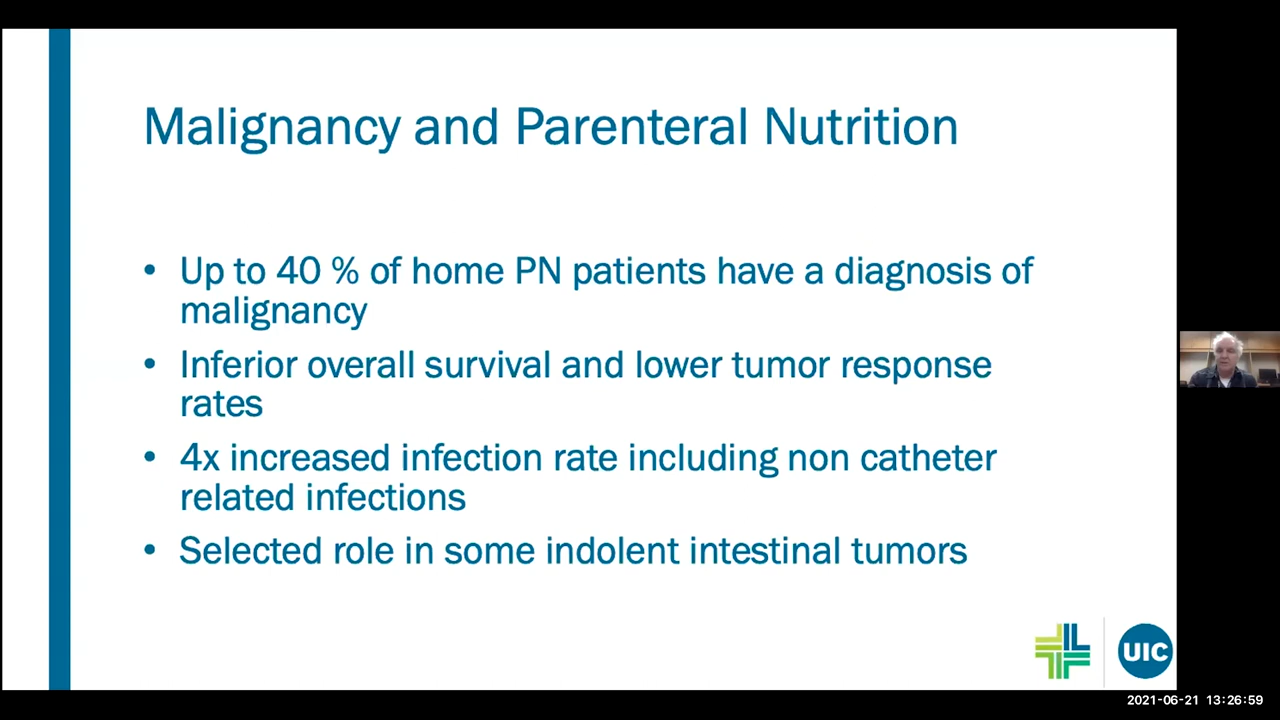 Malignancy and Parenteral Nutrition
• Up to 40 % of home PN patients have a diagnosis of
malignancy
• Inferior overall survival and lower tumor response
rates
• 4x increased infection rate including non catheter
related infections
• Selected role in some indolent intestinal tumors
UIC
2021-06-21 13:26:59